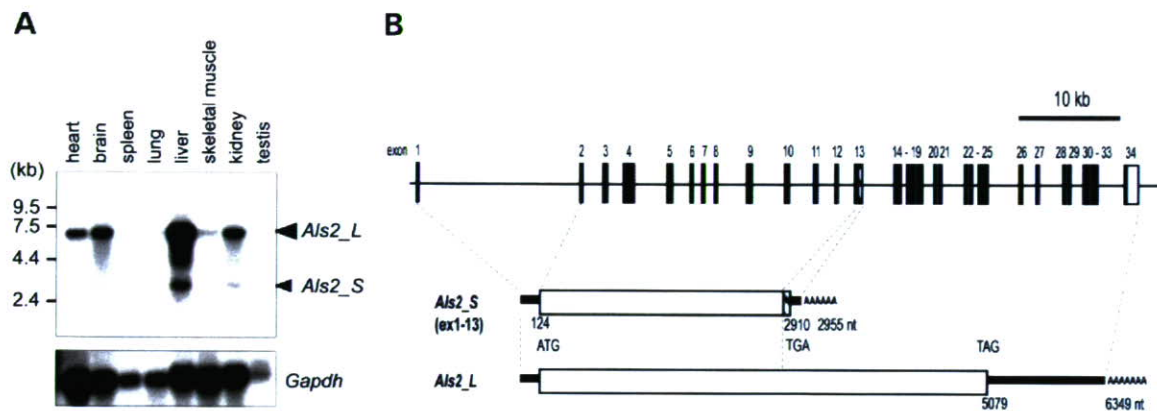 A
heart
brain
spleen
lung
liver
skeletal muscle
kidney
testis
(kb)
9.5
7.5
4.4
2.4
Als2_L
Als2_S
Gapdh
B
10 kb
exon 1 2 3 4 5 6 7 8 9 10 11 12 13 14 - 19 20 21 22 - 25 26 27 28 29 30 - 33 34
Als2_S AAAAAA
(ex1-13) 124 2910 2955 nt
ATG TGA TAG
Als2_L AAAAAAA
5079 6349 nt